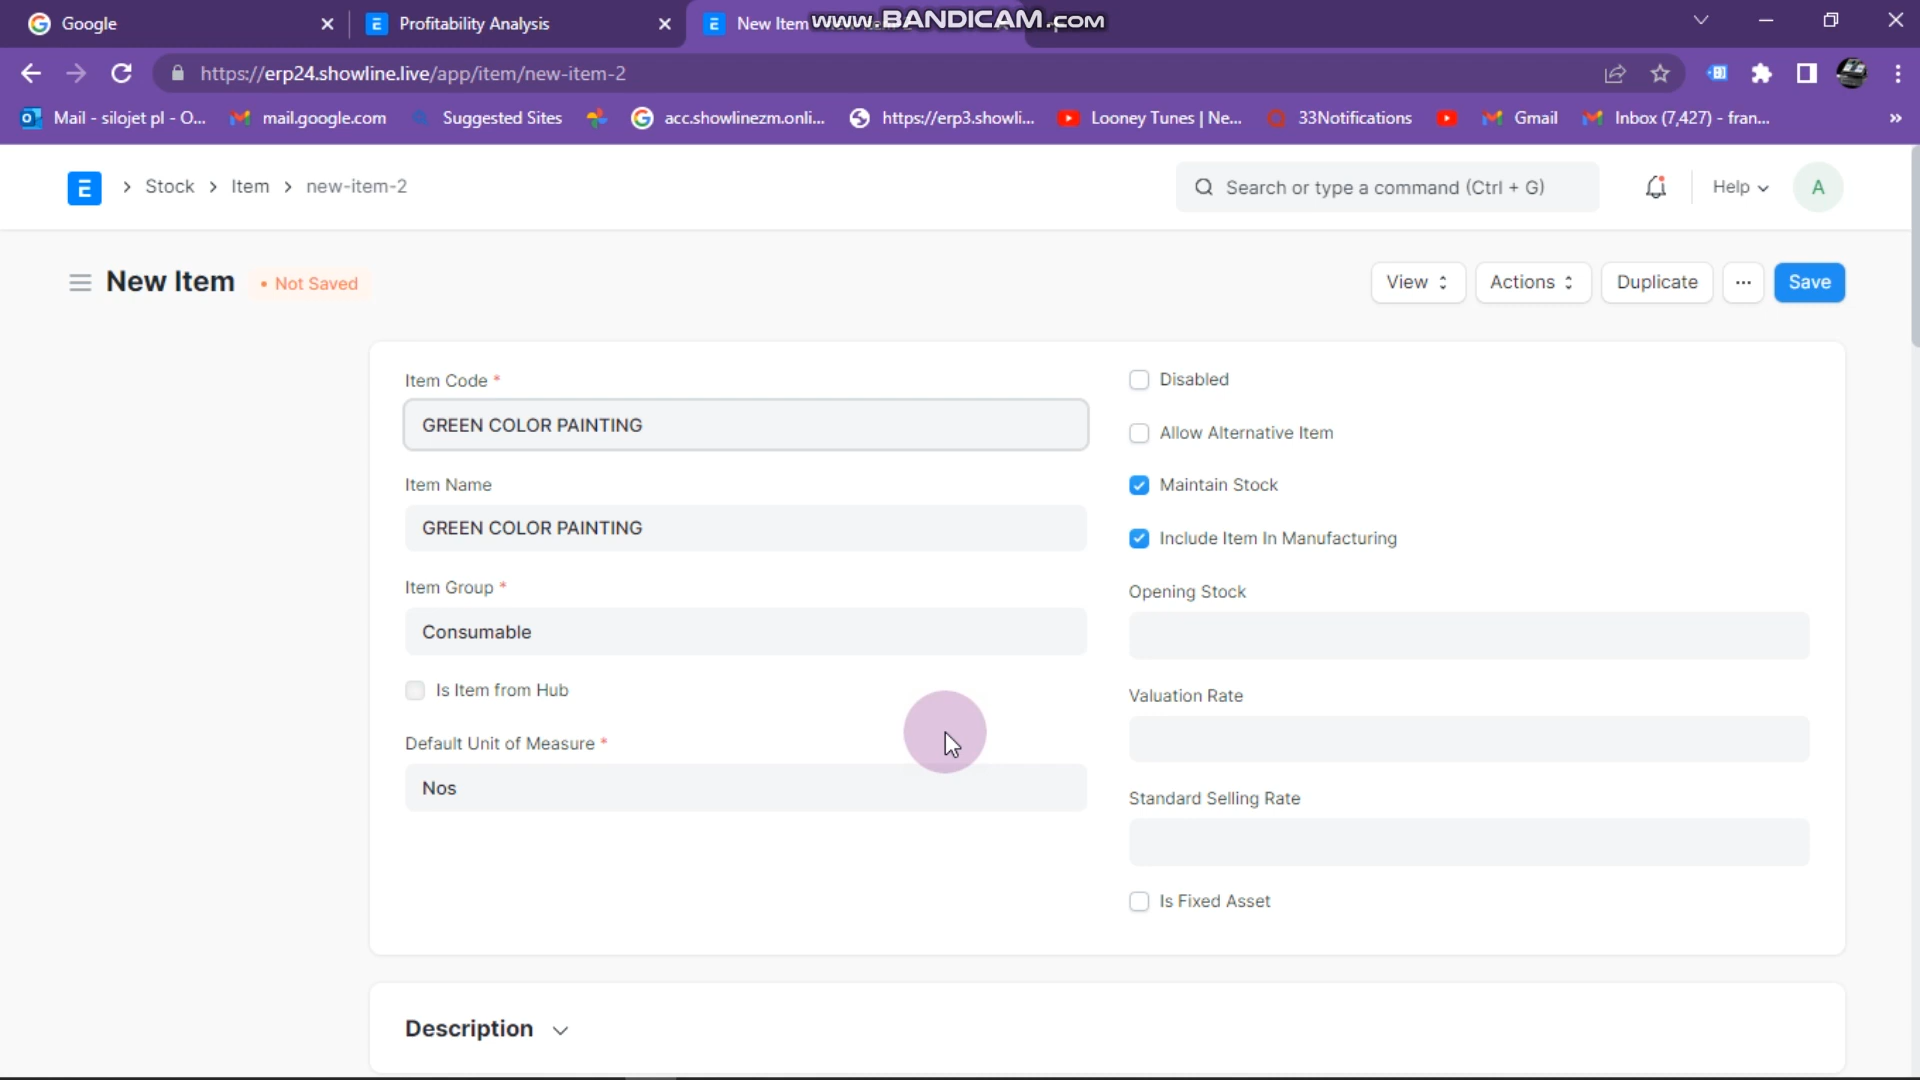 Google
Profitability Analysis
New Item
www.BANDICAM.com
https://erp24.showline.live/app/item/new-item-2
Mail - silojet pl - O...
mail.google.com
Suggested Sites
acc.showlinezm.onli...
https://erp3.showli...
Looney Tunes | Ne...
33Notifications
Gmail
Inbox (7,427) - fran...
»
E > Stock > Item > new-item-2
Search or type a command (Ctrl + G)
Help
A
New Item
• Not Saved
View
Actions
Duplicate
...
Save
Item Code *
GREEN COLOR PAINTING
Item Name
GREEN COLOR PAINTING
Item Group *
Consumable
Is Item from Hub
Default Unit of Measure *
Nos
Disabled
Allow Alternative Item
Maintain Stock
Include Item In Manufacturing
Opening Stock
Valuation Rate
Standard Selling Rate
Is Fixed Asset
Description